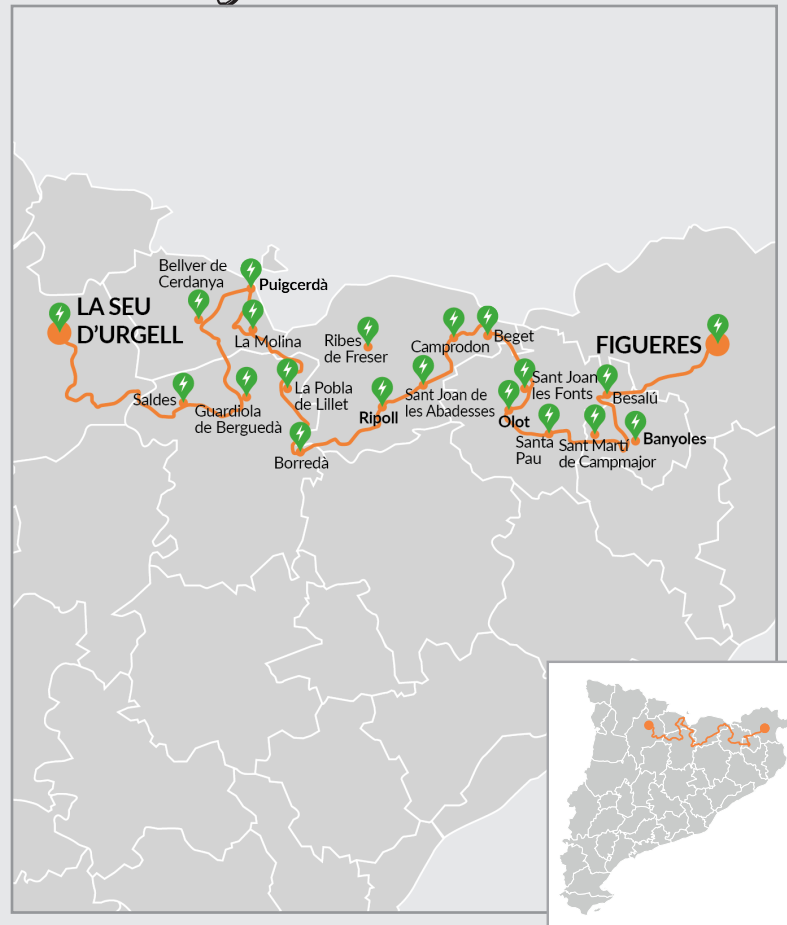 Bellver de
Cerdanya
Puigcerdà
LA SEU
D'URGELL
La Molina
Ribes
de Freser
Camprodon
Beget
FIGUERES
Saldes
Guardiola
de Berguedà
La Pobla
de Lillet
Ripoll
Sant Joan de
les Abadesses
Sant Joan
les Fonts
Besalú
Olot
Santa
Pau
Sant Martí
de Campmajor
Banyoles
Borredà